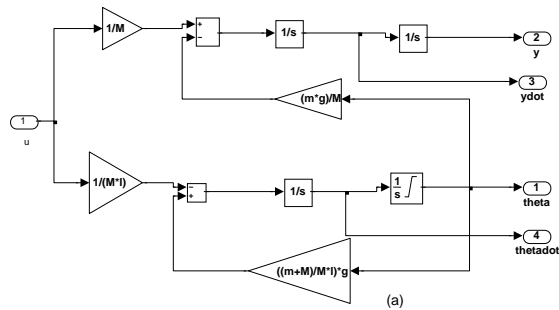 1/M
+
−
1/s
1/s
2
y
3
ydot
(m*g)/M
1
u
1/(M*l)
−
+
1/s
1
s
1
theta
4
thetadot
((m+M)/M*l)*g
(a)